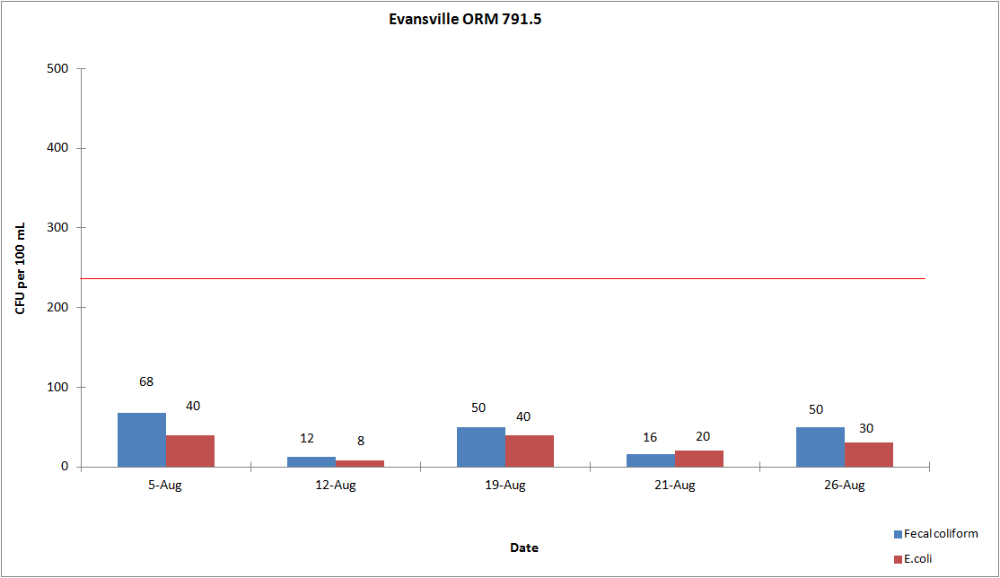 Evansville ORM 791.5
CFU per 100 mL
500
400
300
200
100
0
68
40
12
8
50
40
16
20
50
30
5-Aug
12-Aug
19-Aug
21-Aug
26-Aug
Date
Fecal coliform
E.coli